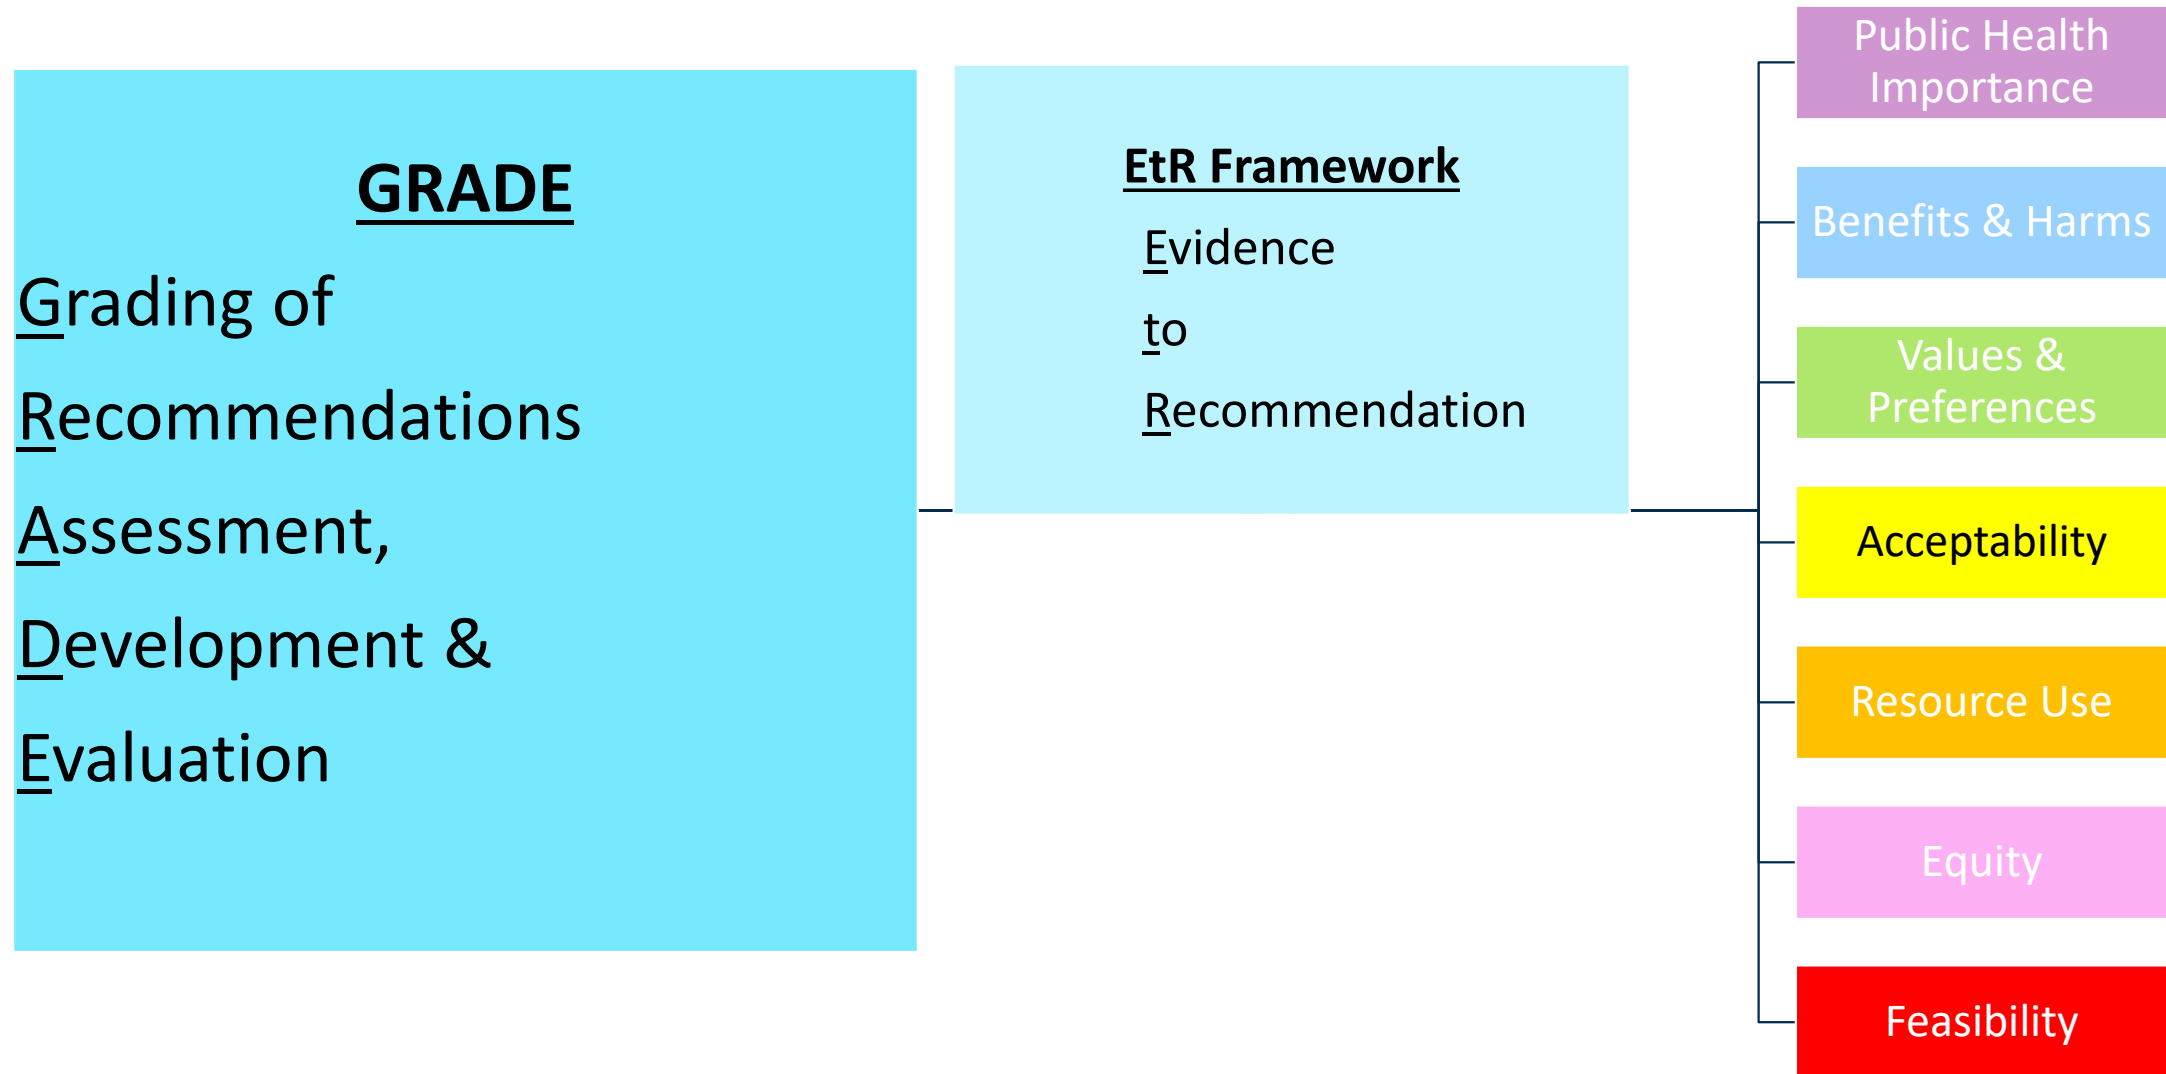 GRADE
Grading of
Recommendations
Assessment,
Development &
Evaluation
EtR Framework
Evidence
to
Recommendation
Public Health
Importance
Benefits & Harms
Values &
Preferences
Acceptability
Resource Use
Equity
Feasibility